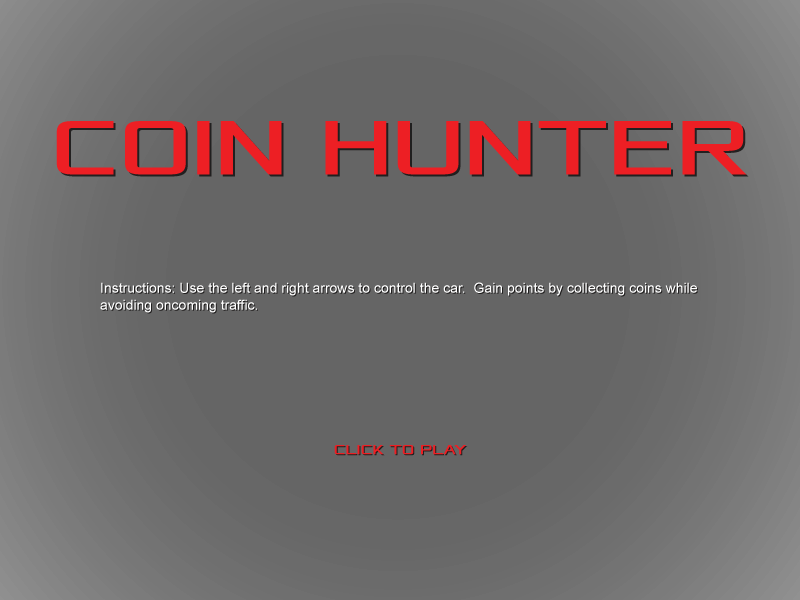 COIN HUNTER
Instructions: Use the left and right arrows to control the car.  Gain points by collecting coins while
avoiding oncoming traffic.
CLICK TO PLAY